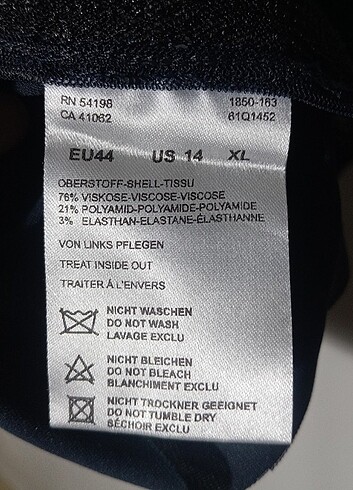 RN 54198 1850-163
CA 41062 61Q1452
EU44 US 14 XL
OBERSTOFF-SHELL-TISSU
76% VISKOSE-VISCOSE-VISCOSE
21% POLYAMID-POLYAMIDE-POLYAMIDE
3% ELASTHAN-ELASTANE-ÉLASTHANNE
VON LINKS PFLEGEN
TREAT INSIDE OUT
TRAITER À L'ENVERS
NICHT WASCHEN
DO NOT WASH
LAVAGE EXCLU
NICHT BLEICHEN
DO NOT BLEACH
BLANCHIMENT EXCLU
NICHT TROCKNER GEEIGNET
DO NOT TUMBLE DRY
SÉCHOIR EXCLU